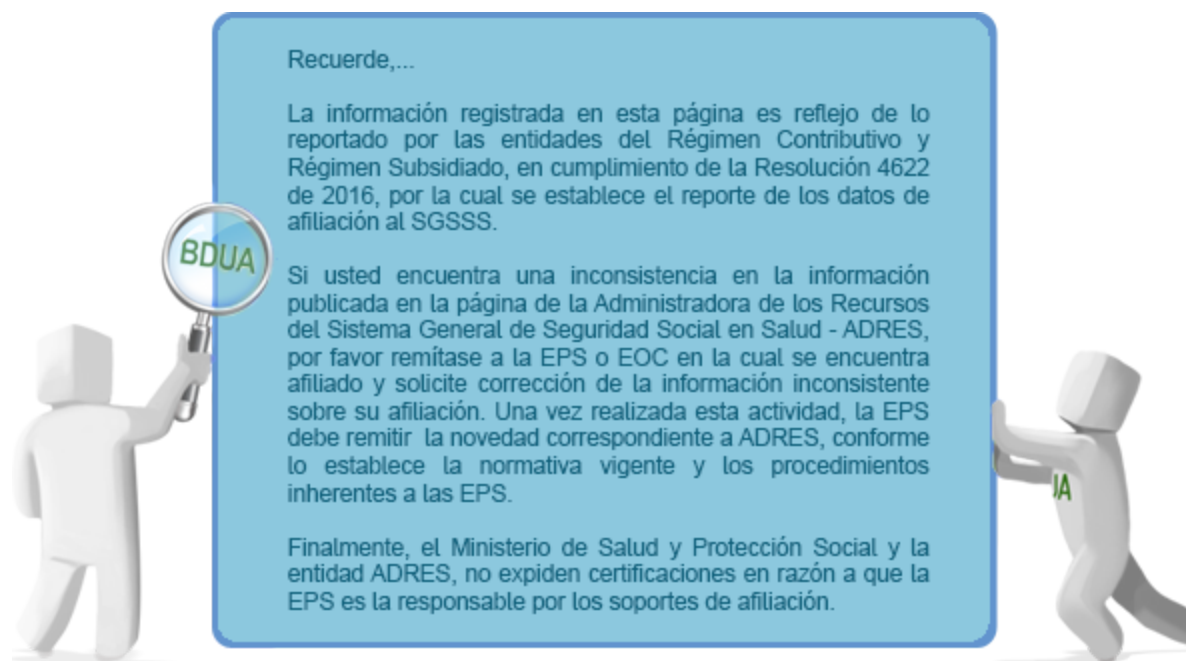 Recuerde,...
La información registrada en esta página es reflejo de lo
reportado por las entidades del Régimen Contributivo y
Régimen Subsidiado, en cumplimiento de la Resolución 4622
de 2016, por la cual se establece el reporte de los datos de
afiliación al SGSSS.
BDUA
Si usted encuentra una inconsistencia en la información
publicada en la página de la Administradora de los Recursos
del Sistema General de Seguridad Social en Salud - ADRES,
por favor remítase a la EPS o EOC en la cual se encuentra
afiliado y solicite corrección de la información inconsistente
sobre su afiliación. Una vez realizada esta actividad, la EPS
debe remitir  la novedad correspondiente a ADRES, conforme
lo establece la normativa vigente y los procedimientos
inherentes a las EPS.
UA
Finalmente, el Ministerio de Salud y Protección Social y la
entidad ADRES, no expiden certificaciones en razón a que la
EPS es la responsable por los soportes de afiliación.